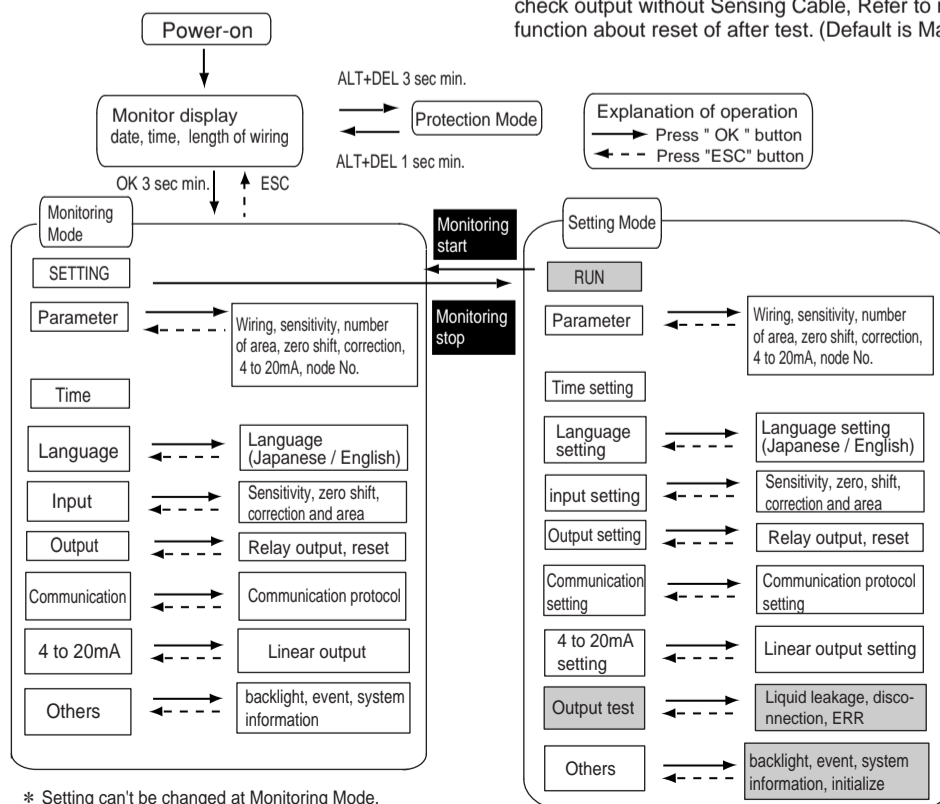 check output without Sensing Cable, Refer to
function about reset of after test. (Default is
Power-on
ALT+DEL 3 sec min.
Monitor display
date, time, length of wiring
Protection Mode
ALT+DEL 1 sec min.
Explanation of operation
Press " OK " button
Press "ESC" button
OK 3 sec min.
ESC
Monitoring
Mode
SETTING
Parameter
Wiring, sensitivity, number
of area, zero shift, correction,
4 to 20mA, node No.
Time
Language
Language
(Japanese / English)
Input
Sensitivity, zero shift,
correction and area
Output
Relay output, reset
Communication
Communication protocol
4 to 20mA
Linear output
Others
backlight, event, system
information
Monitoring
start
Monitoring
stop
Setting Mode
RUN
Parameter
Wiring, sensitivity, number
of area, zero shift, correction,
4 to 20mA, node No.
Time setting
Language
setting
Language setting
(Japanese / English)
input setting
Sensitivity, zero, shift,
correction and area
Output setting
Relay output, reset
Communication
setting
Communication protocol
setting
4 to 20mA
setting
Linear output setting
Output test
Liquid leakage, disco-
nnection, ERR
Others
backlight, event, system
information, initialize
* Setting can't be changed at Monitoring Mode.